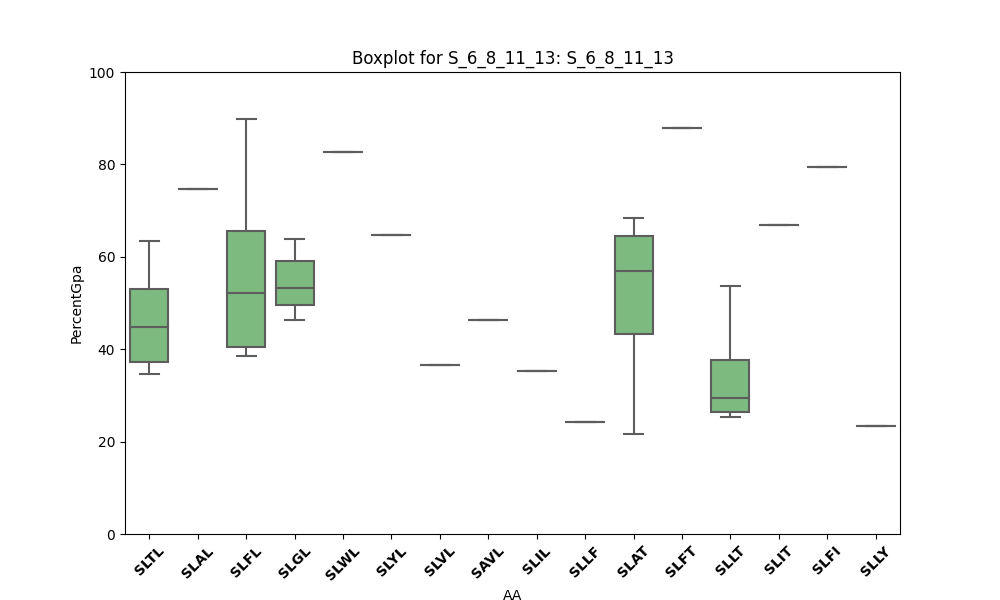 Boxplot for S_6_8_11_13: S_6_8_11_13
PercentGpa
100
80
60
40
20
0
SLTL SLAL SLFL SLGL SLWL SLYL SLVL SAVL SLIL SLLF SLAT SLFT SLLT SLIT SLFI SLLY
AA